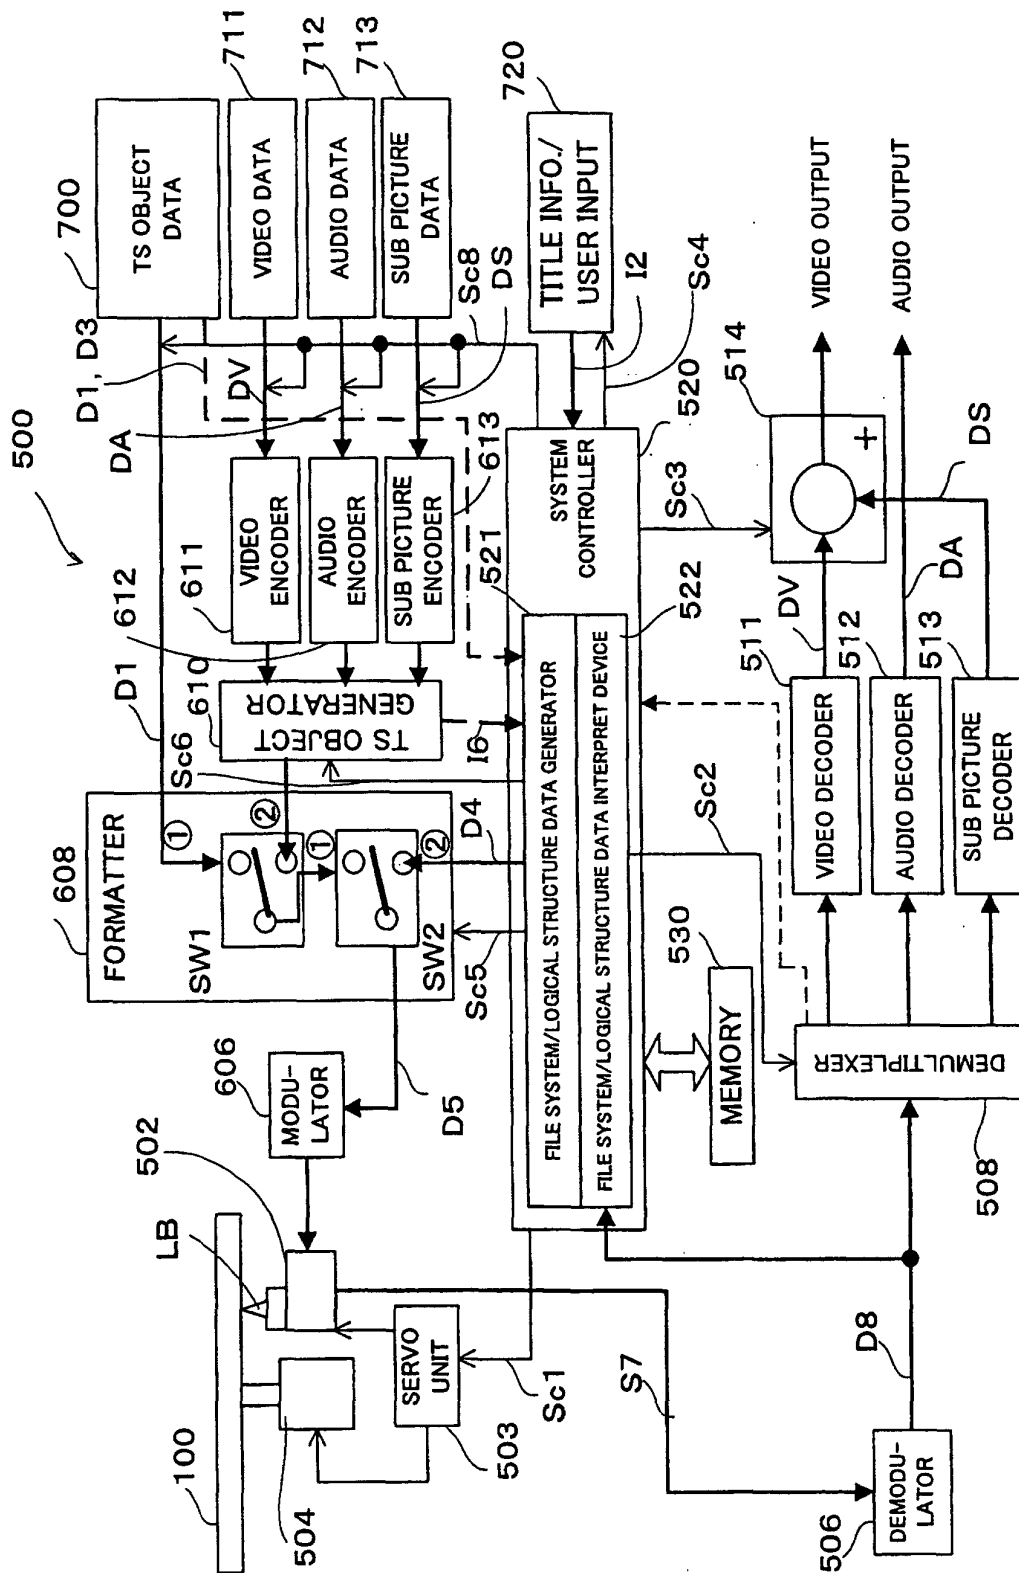 500
100
504
LB
502
SERVO
UNIT
503
Sc1
S7
606
MODU-
LATOR
D5
608
FORMATTER
SW1
SW2
①
②
①
②
Sc5
D4
D1
Sc6
610
TS OBJECT
GENERATOR
I6
612
611
VIDEO
ENCODER
AUDIO
ENCODER
SUB PICTURE
ENCODER
613
D1, D3
DA
DV
DS
Sc8
700
TS OBJECT
DATA
711
VIDEO DATA
712
AUDIO DATA
713
SUB PICTURE
DATA
720
TITLE INFO./
USER INPUT
I2
Sc4
520
SYSTEM
CONTROLLER
521
FILE SYSTEM/LOGICAL STRUCTURE DATA GENERATOR
FILE SYSTEM/LOGICAL STRUCTURE DATA INTERPRET DEVICE
522
530
MEMORY
Sc2
Sc3
506
DEMODU-
LATOR
D8
508
DEMULTIPLEXER
511
VIDEO DECODER
512
AUDIO DECODER
513
SUB PICTURE
DECODER
DV
DA
DS
514
+
VIDEO OUTPUT
AUDIO OUTPUT